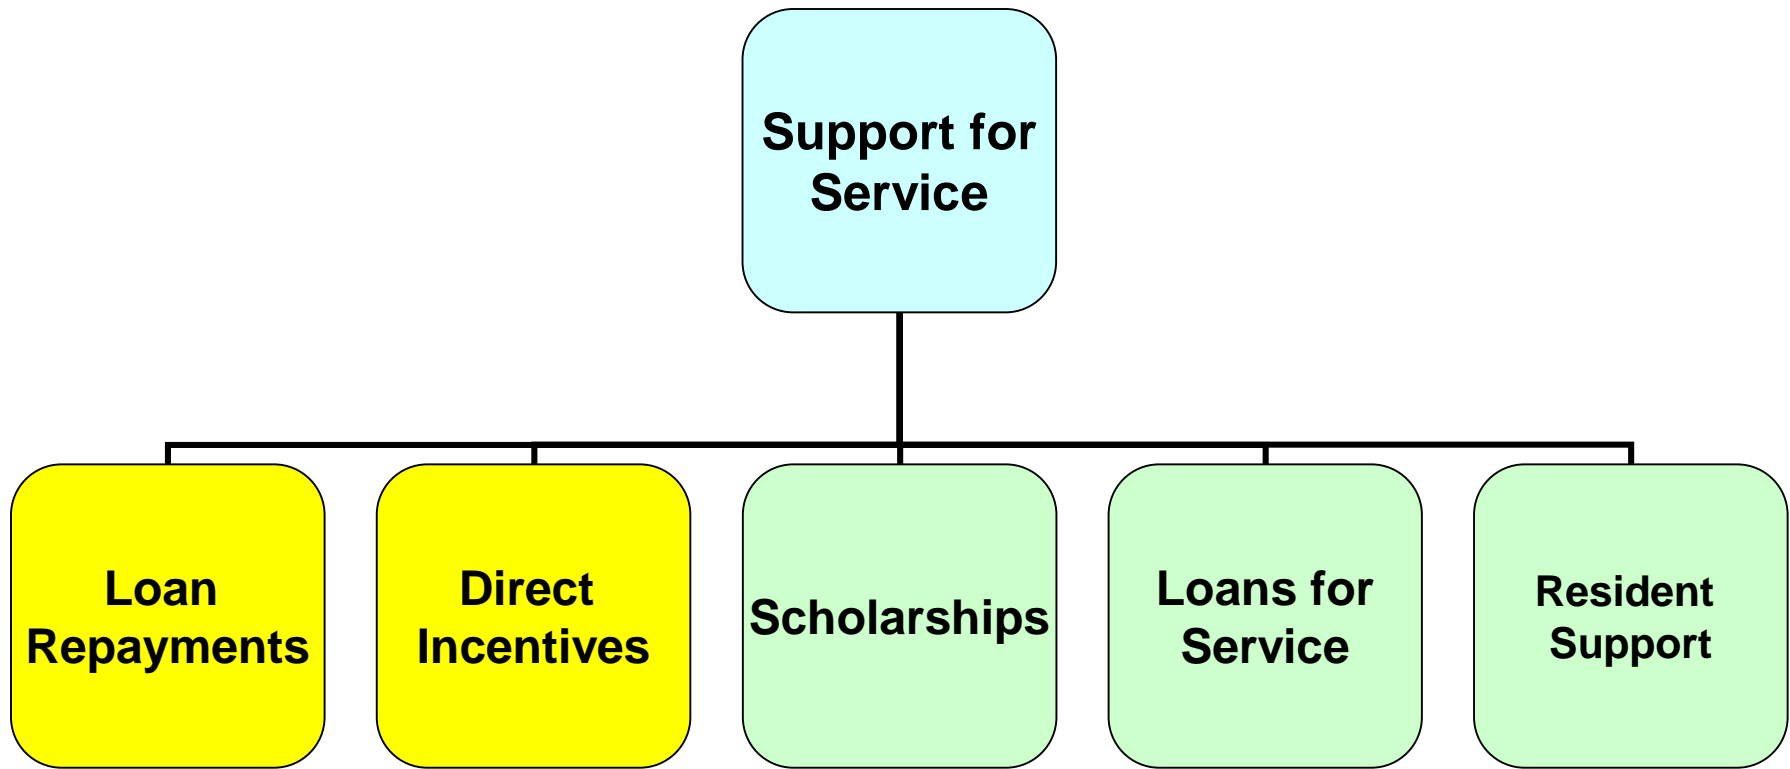 Support for
Service
Loan
Repayments
Direct
Incentives
Scholarships
Loans for
Service
Resident
Support